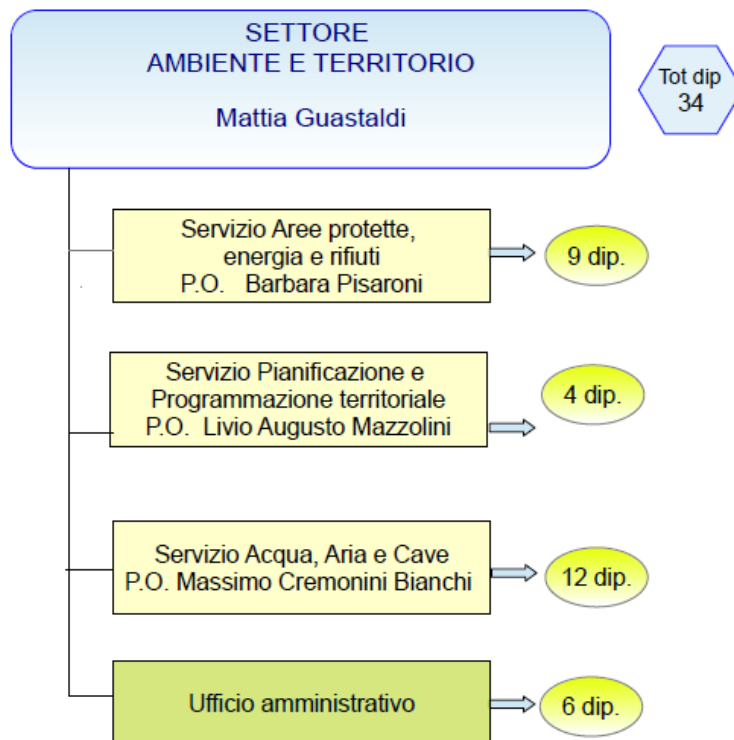 SETTORE
AMBIENTE E TERRITORIO
Mattia Guastaldi
Tot dip
34
Servizio Aree protette,
energia e rifiuti
P.O. Barbara Pisaroni
9 dip.
Servizio Pianificazione e
Programmazione territoriale
P.O. Livio Augusto Mazzolini
4 dip.
Servizio Acqua, Aria e Cave
P.O. Massimo Cremonini Bianchi
12 dip.
Ufficio amministrativo
6 dip.